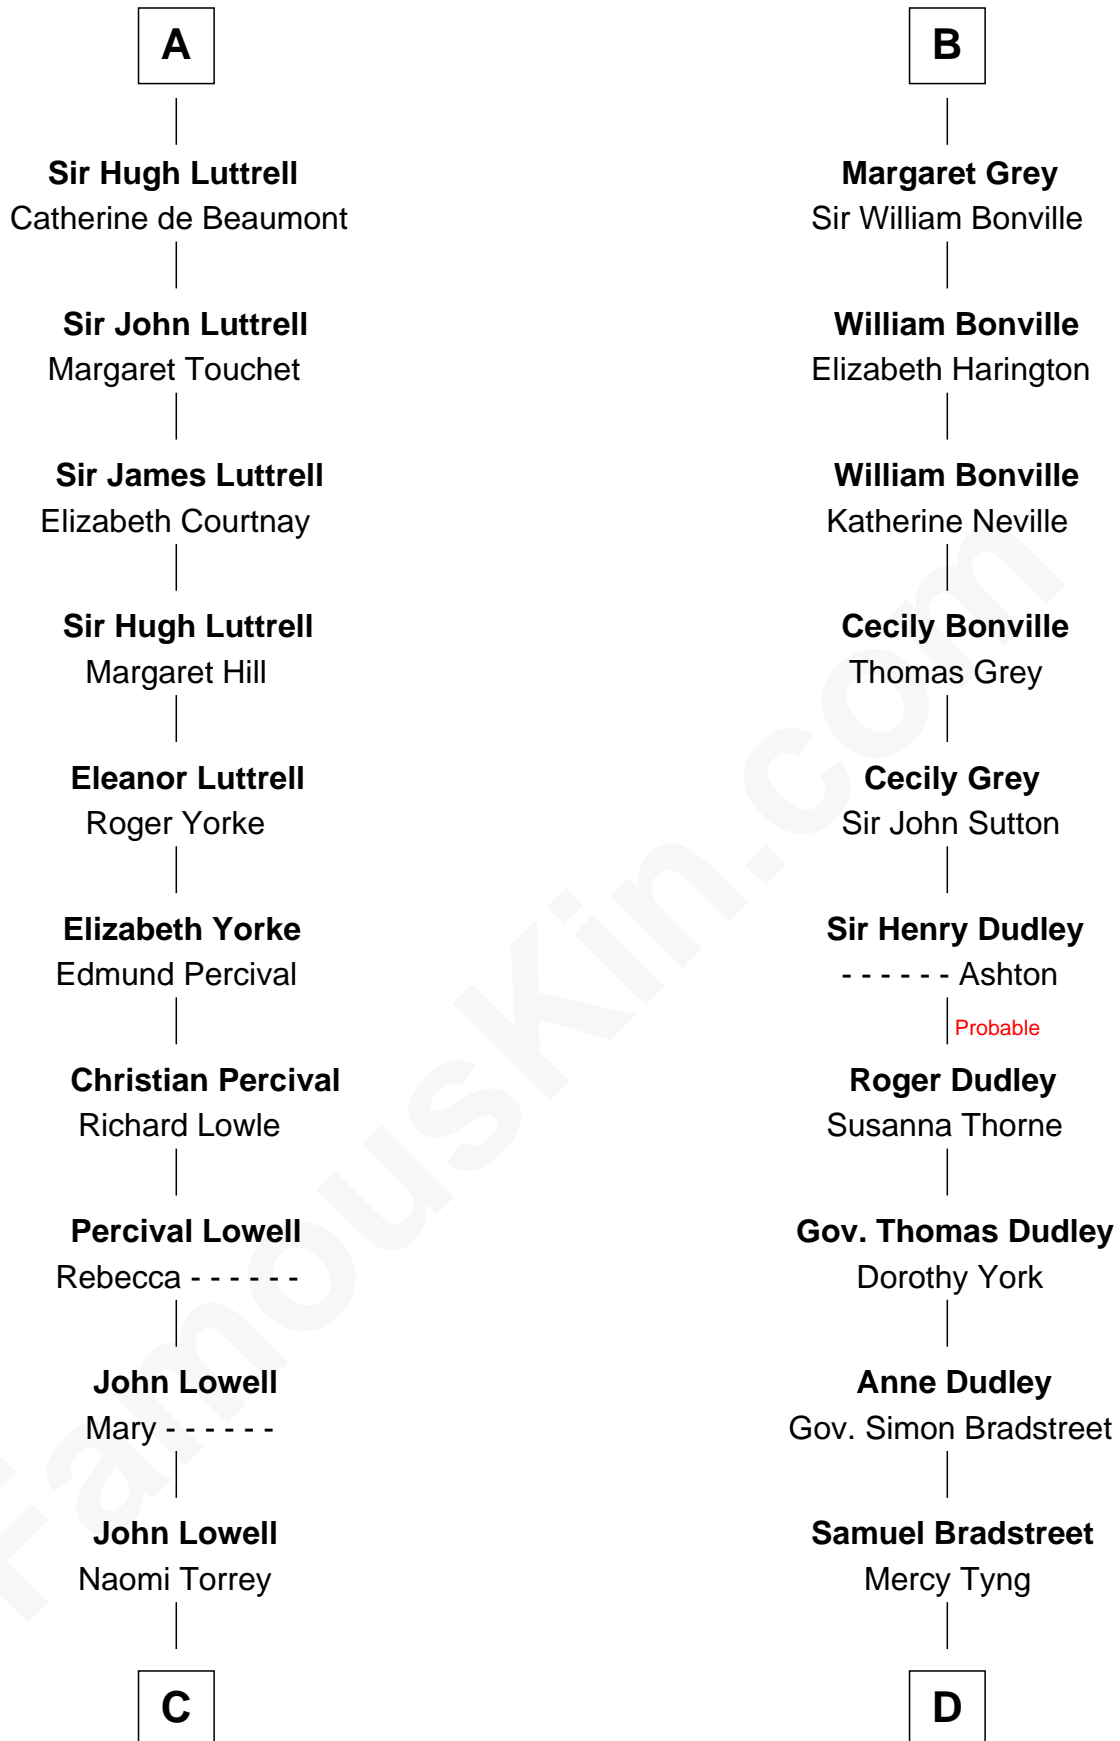 A
Sir Hugh Luttrell
Catherine de Beaumont
Sir John Luttrell
Margaret Touchet
Sir James Luttrell
Elizabeth Courtnay
Sir Hugh Luttrell
Margaret Hill
Eleanor Luttrell
Roger Yorke
Elizabeth Yorke
Edmund Percival
Christian Percival
Richard Lowle
Percival Lowell
Rebecca - - - - - -
John Lowell
Mary - - - - - -
John Lowell
Naomi Torrey
C
B
Margaret Grey
Sir William Bonville
William Bonville
Elizabeth Harington
William Bonville
Katherine Neville
Cecily Bonville
Thomas Grey
Cecily Grey
Sir John Sutton
Sir Henry Dudley
- - - - - - Ashton
Probable
Roger Dudley
Susanna Thorne
Gov. Thomas Dudley
Dorothy York
Anne Dudley
Gov. Simon Bradstreet
Samuel Bradstreet
Mercy Tyng
D
FamousKin.com